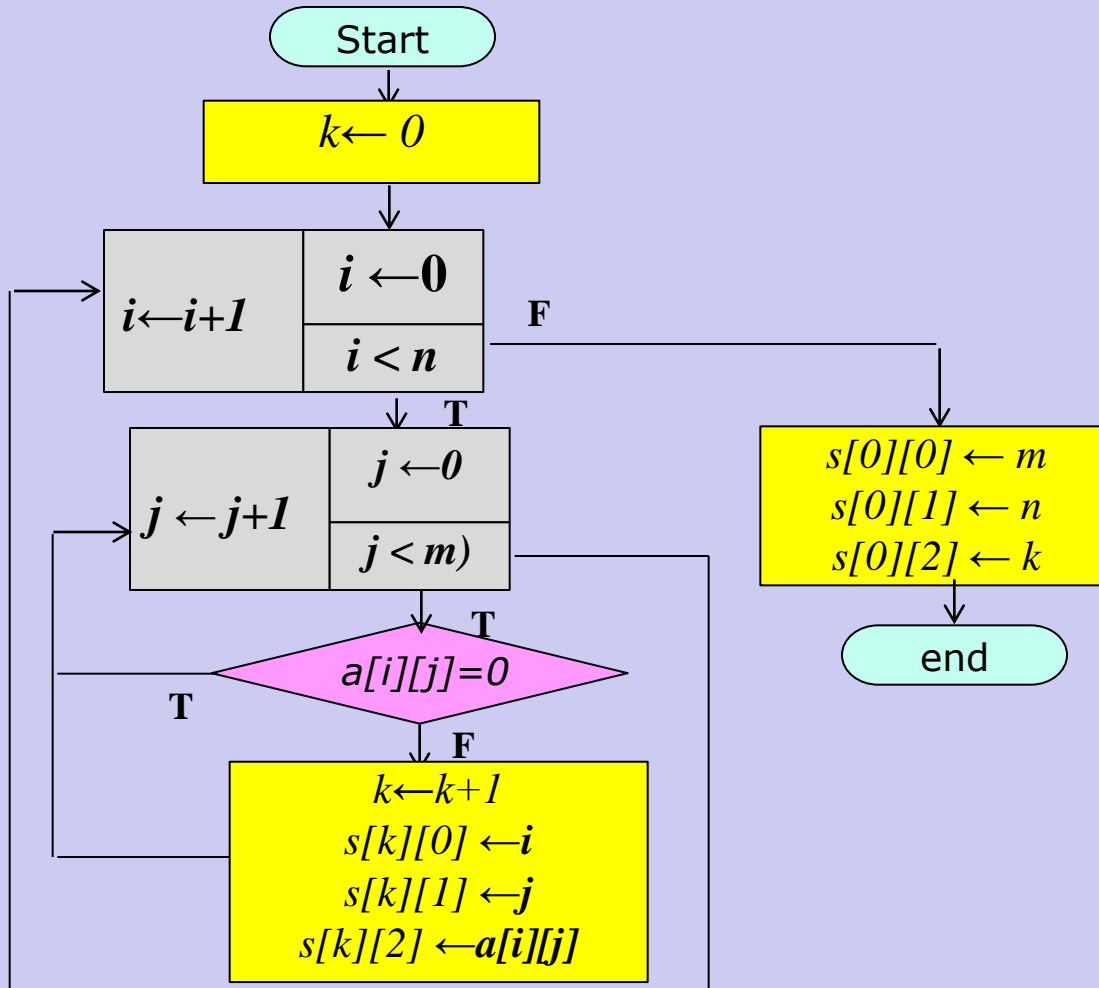 Start
k← 0
i←i+1
i ←0
i < n
F
T
j ←j+1
j ←0
j < m)
s[0][0] ← m
s[0][1] ← n
s[0][2] ← k
T
a[i][j]=0
end
T
F
k←k+1
s[k][0] ←i
s[k][1] ←j
s[k][2] ←a[i][j]